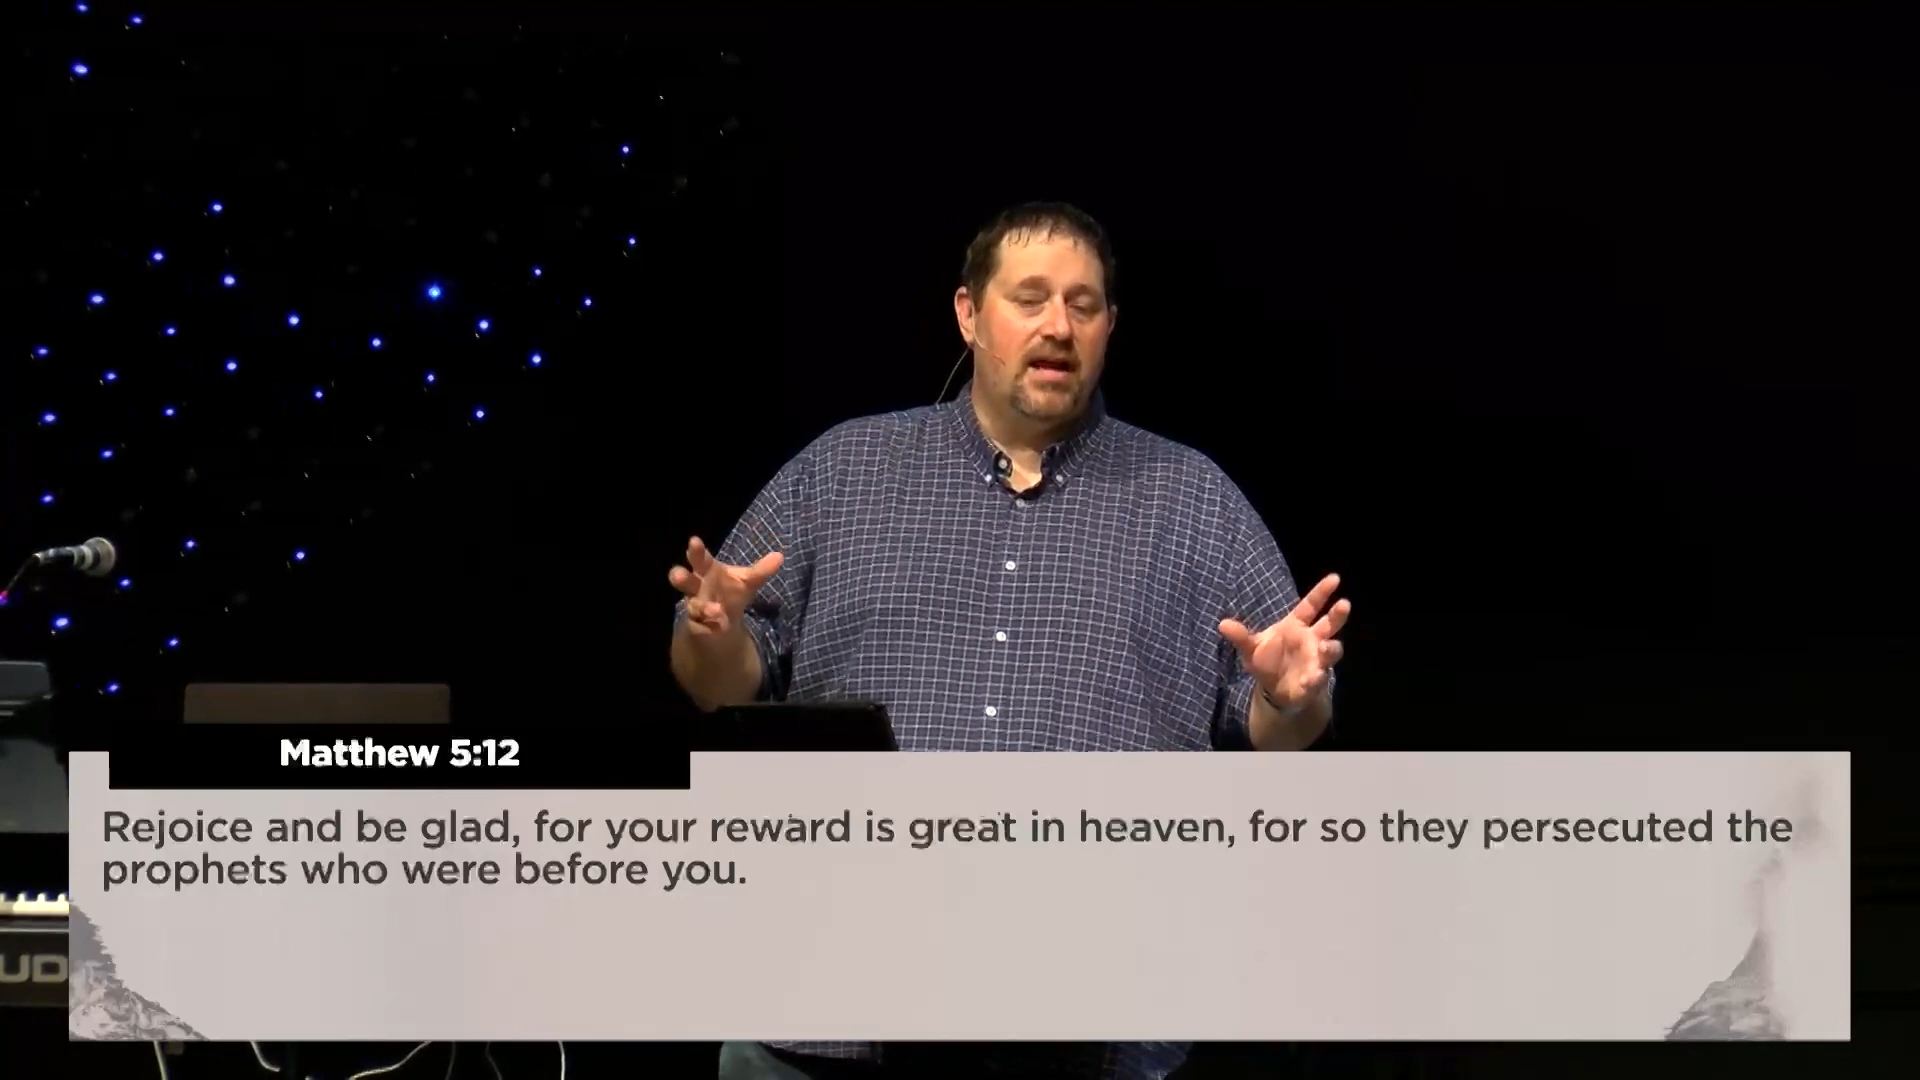 Matthew 5:12
Rejoice and be glad, for your reward is great in heaven, for so they persecuted the
prophets who were before you.
UD